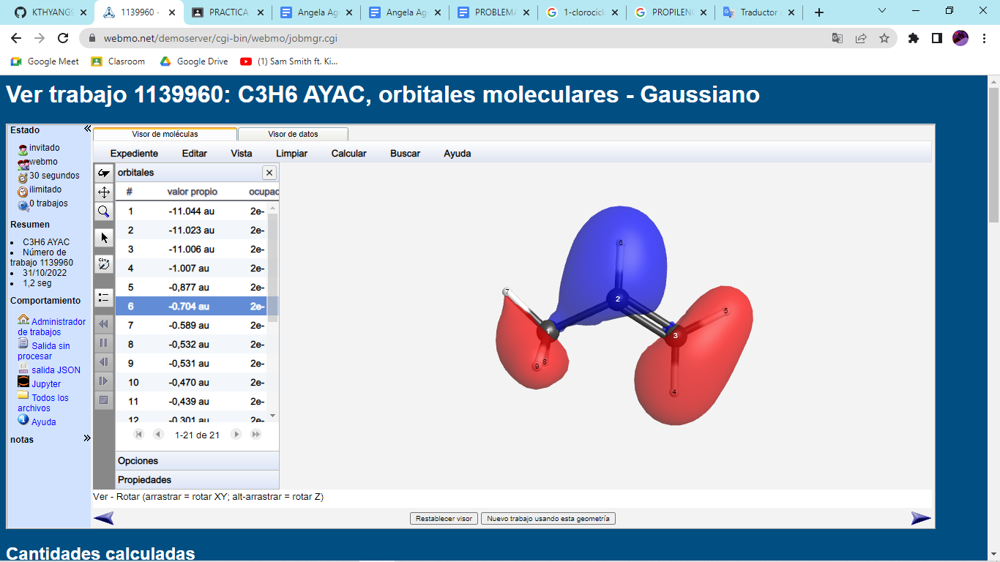 KTHYANGS
1139960 -
PRACTICA
Angela Ag
Angela Ag
PROBLEMA
1-clorocicl
PROPILENO
Traductor
webmo.net/demoserver/cgi-bin/webmo/jobmgr.cgi
Google Meet
Clasroom
Google Drive
(1) Sam Smith ft. Ki...
Ver trabajo 1139960: C3H6 AYAC, orbitales moleculares - Gaussiano
Estado
invitado
webmo
30 segundos
ilimitado
0 trabajos
Resumen
C3H6 AYAC
Número de
trabajo 1139960
31/10/2022
1,2 seg
Comportamiento
Administrador
de trabajos
Salida sin
procesar
salida JSON
Jupyter
Todos los
archivos
Ayuda
notas
Visor de moléculas Visor de datos
Expediente Editar Vista Limpiar Calcular Buscar Ayuda
orbitales
# valor propio ocupac
1 -11.044 au 2e-
2 -11.023 au 2e-
3 -11.006 au 2e-
4 -1.007 au 2e-
5 -0,877 au 2e-
6 -0.704 au 2e-
7 -0.589 au 2e-
8 -0,532 au 2e-
9 -0,531 au 2e-
10 -0,470 au 2e-
11 -0,439 au 2e-
12 -0.301 au 2e-
1-21 de 21
Opciones
Propiedades
6
7
2
5
1
3
9 8
4
Ver - Rotar (arrastrar = rotar XY; alt-arrastrar = rotar Z)
Restablecer visor Nuevo trabajo usando esta geometría
Cantidades calculadas